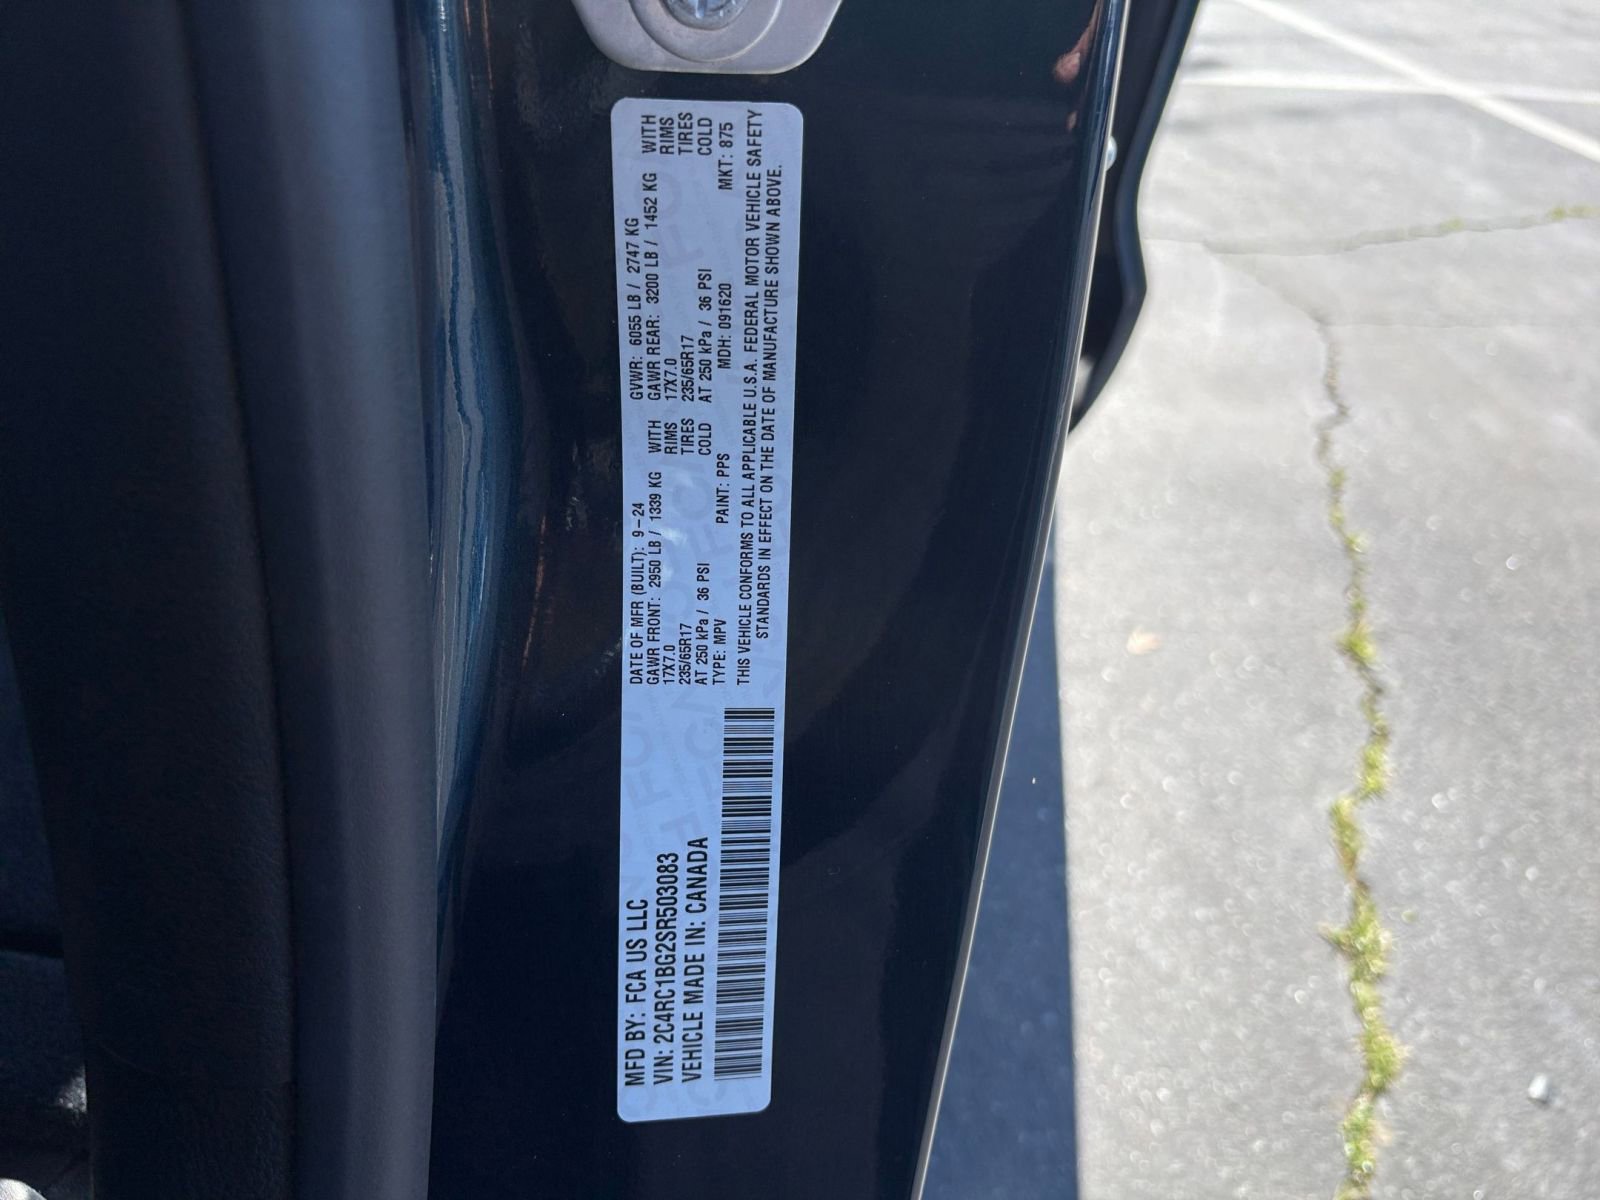 MFD BY: FCA US LLC
VIN: 2C4RC1BG2SR503083
VEHICLE MADE IN: CANADA
DATE OF MFR (BUILT): 9-24 GVWR: 6055 LB / 2747 KG
GAWR FRONT: 2950 LB / 1339 KG WITH GAWR REAR: 3200 LB / 1452 KG WITH
17X7.0 RIMS 17X7.0 RIMS
235/65R17 TIRES 235/65R17 TIRES
AT 250 kPa / 36 PSI COLD AT 250 kPa / 36 PSI COLD
TYPE: MPV PAINT: PPS MDH: 091620 MKT: 875
THIS VEHICLE CONFORMS TO ALL APPLICABLE U.S.A. FEDERAL MOTOR VEHICLE SAFETY
STANDARDS IN EFFECT ON THE DATE OF MANUFACTURE SHOWN ABOVE.